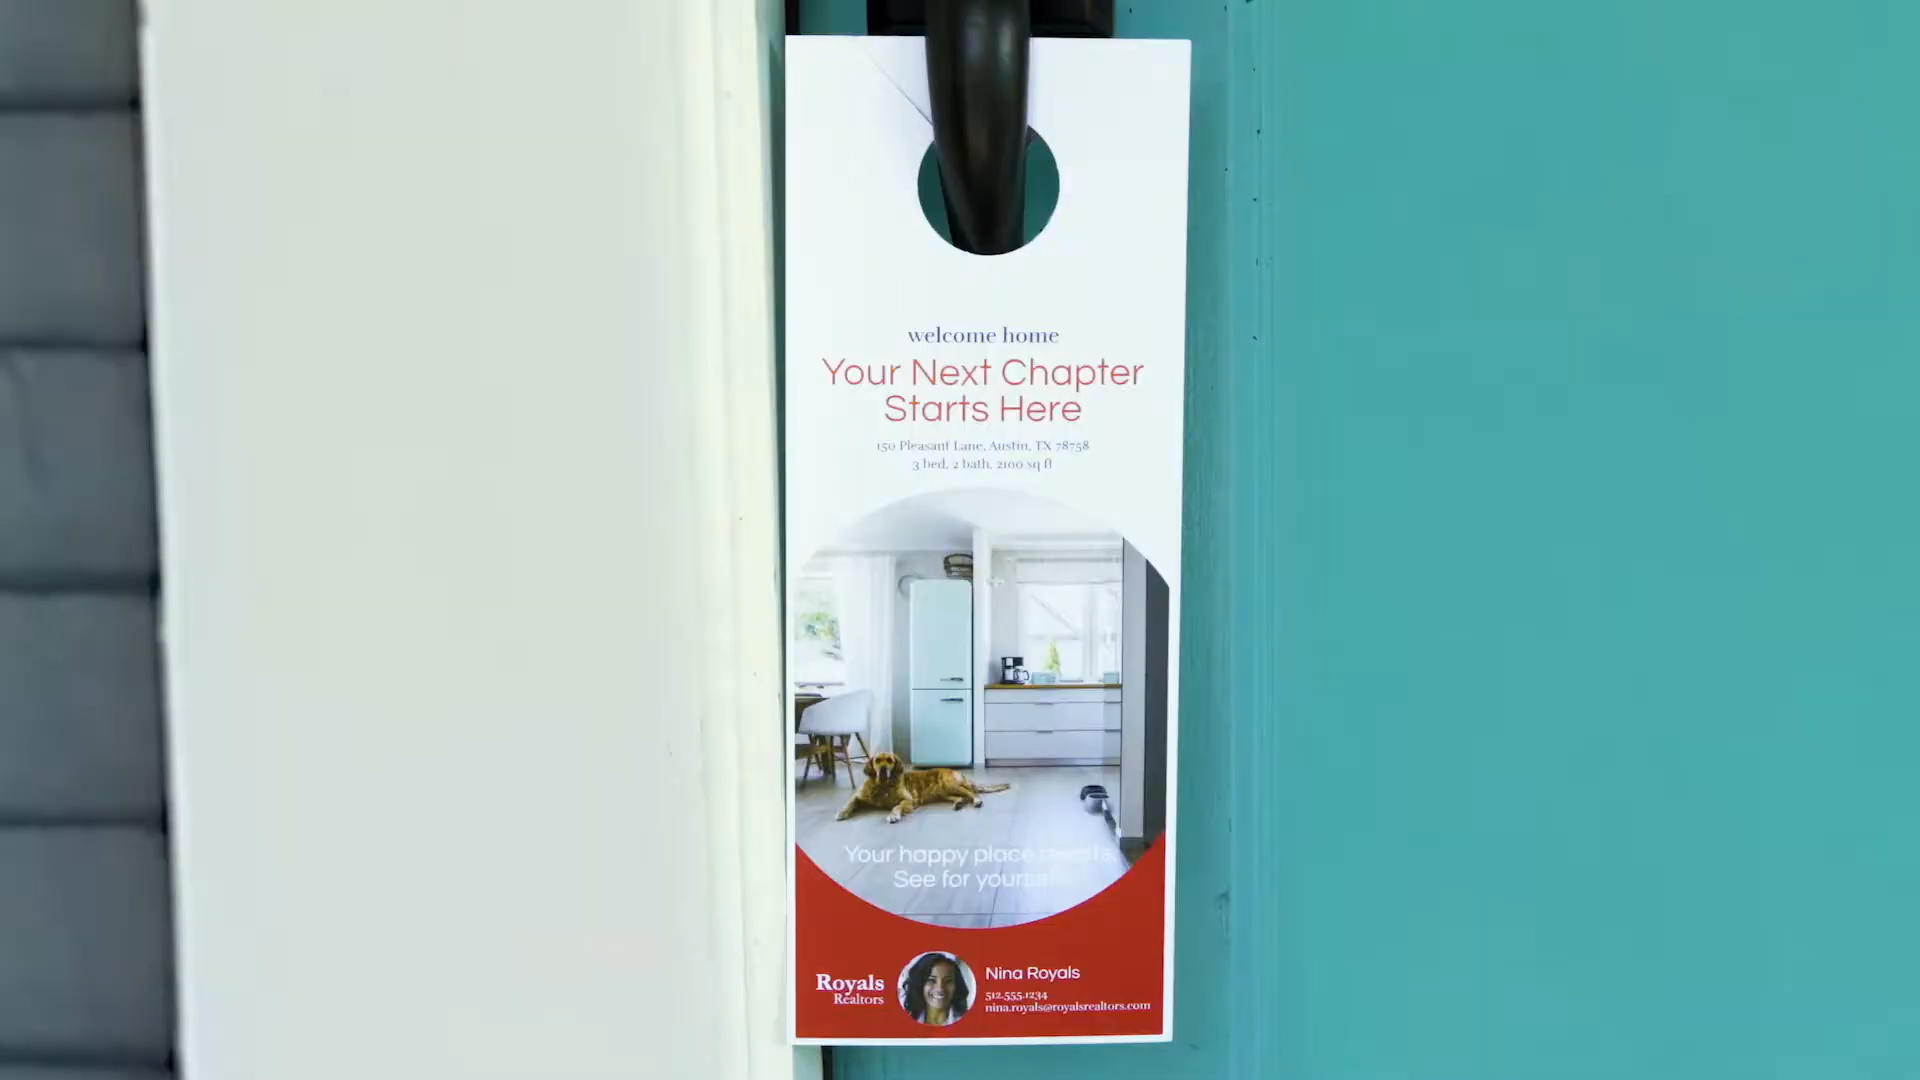 welcome home
Your Next Chapter
Starts Here
150 Pleasant Lane, Austin, TX 78758
3 bed, 2 bath, 2100 sq ft
Your happy place
See for yourself
Royals
Realtors
Nina Royals
512.555.1234
nina.royals@royalsrealtors.com